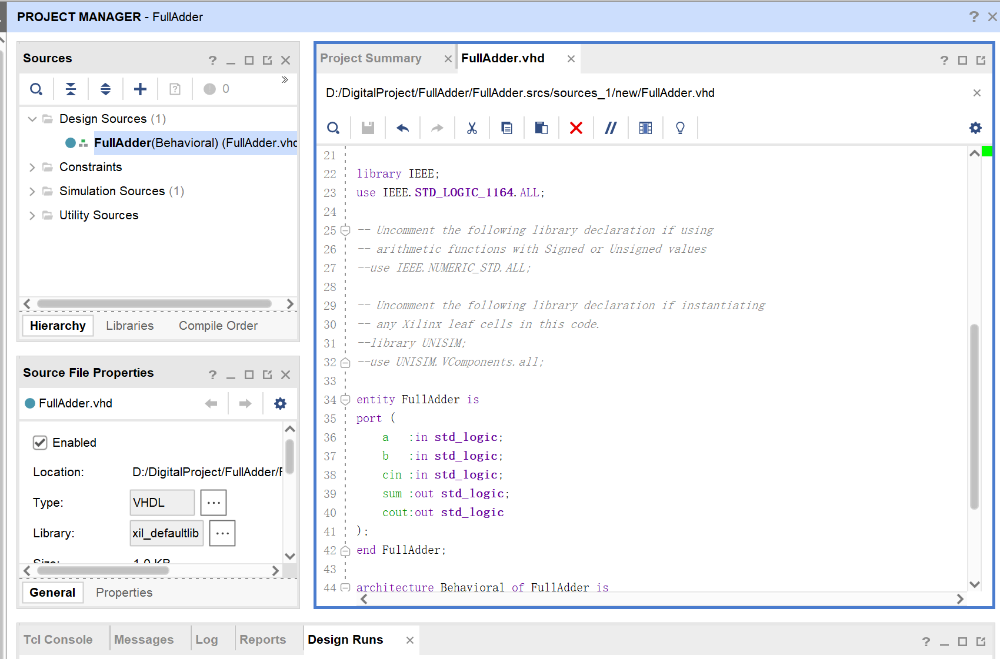 PROJECT MANAGER - FullAdder
Sources
0
Design Sources (1)
FullAdder(Behavioral) (FullAdder.vhd
Constraints
Simulation Sources (1)
Utility Sources
Hierarchy Libraries Compile Order
Source File Properties
FullAdder.vhd
Enabled
Location: D:/DigitalProject/FullAdder/F
Type: VHDL ...
Library: xil_defaultlib ...
Size: 1.0 KB
General Properties
Project Summary FullAdder.vhd
D:/DigitalProject/FullAdder/FullAdder.srcs/sources_1/new/FullAdder.vhd
21
22 library IEEE;
23 use IEEE.STD_LOGIC_1164.ALL;
24
25 -- Uncomment the following library declaration if using
26 -- arithmetic functions with Signed or Unsigned values
27 --use IEEE.NUMERIC_STD.ALL;
28
29 -- Uncomment the following library declaration if instantiating
30 -- any Xilinx leaf cells in this code.
31 --library UNISIM;
32 --use UNISIM.VComponents.all;
33
34 entity FullAdder is
35 port (
36 a :in std_logic;
37 b :in std_logic;
38 cin :in std_logic;
39 sum :out std_logic;
40 cout:out std_logic
41 );
42 end FullAdder;
43
44 architecture Behavioral of FullAdder is
Tcl Console Messages Log Reports Design Runs